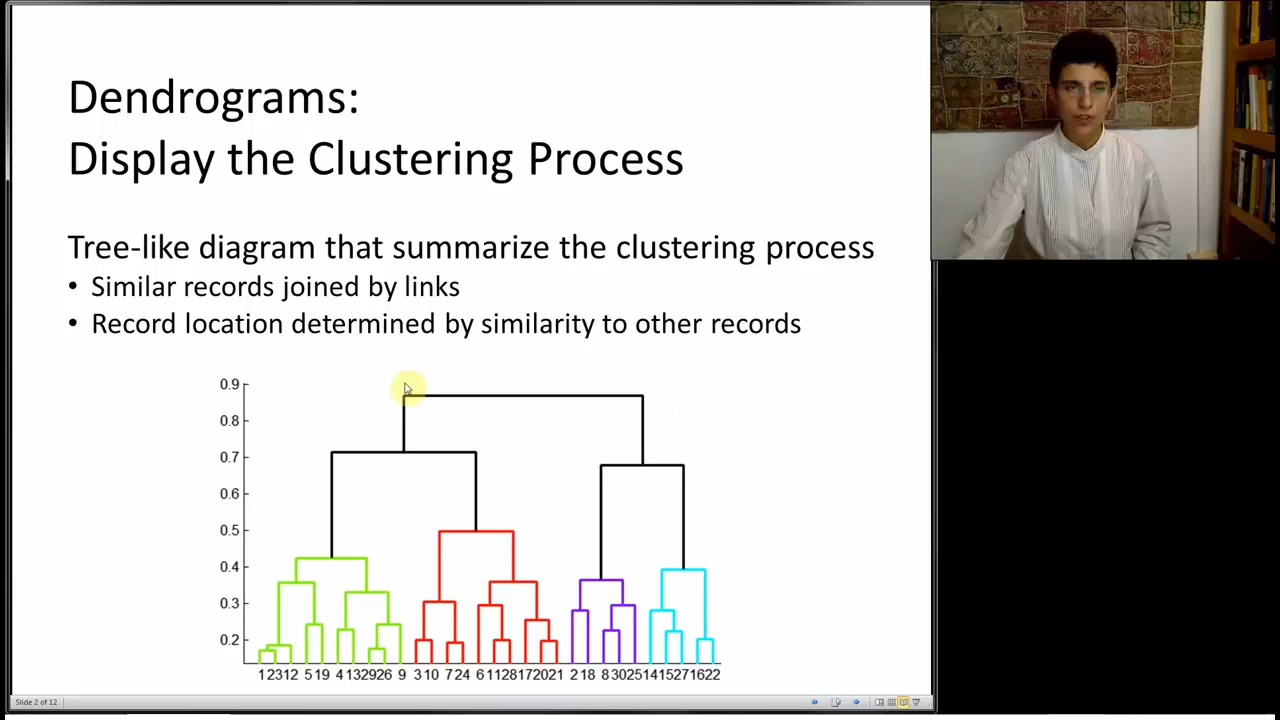 Dendrograms:
Display the Clustering Process
Tree-like diagram that summarize the clustering process
• Similar records joined by links
• Record location determined by similarity to other records
0.9
0.8
0.7
0.6
0.5
0.4
0.3
0.2
1 23 12 5 19 4 13 29 26 9 3 10 7 24 6 11 28 17 20 21 2 18 8 30 25 14 15 27 16 22
Slide 2 of 12